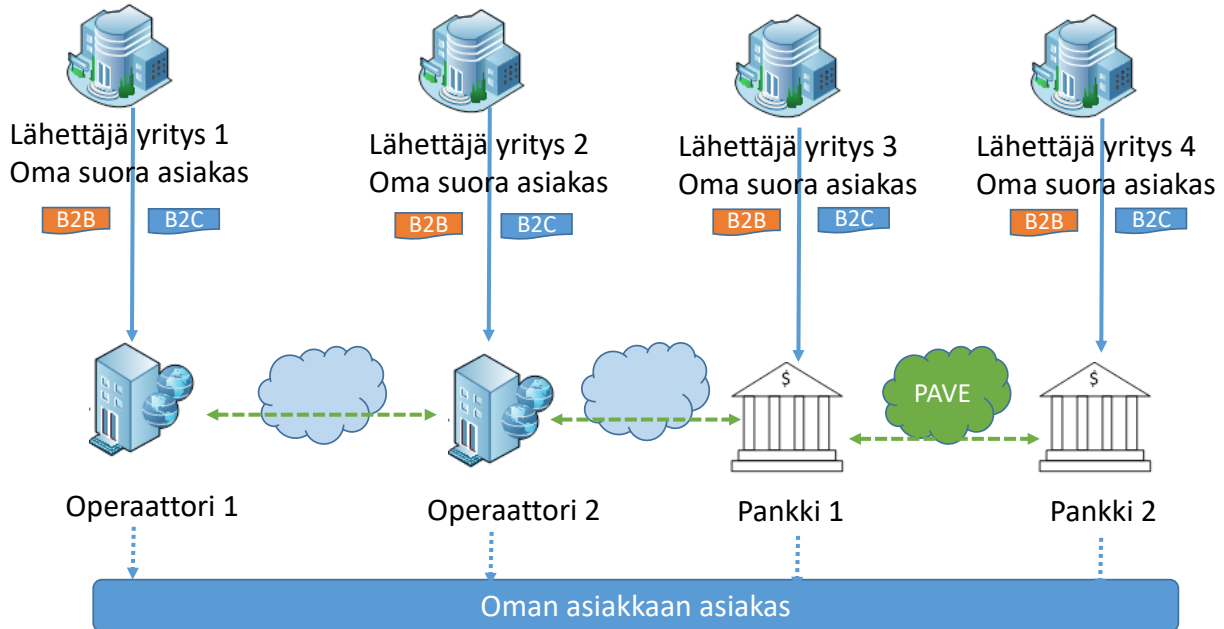 Lähettäjä yritys 1
Oma suora asiakas
B2B
B2C
Lähettäjä yritys 2
Oma suora asiakas
B2B
B2C
Lähettäjä yritys 3
Oma suora asiakas
B2B
B2C
Lähettäjä yritys 4
Oma suora asiakas
B2B
B2C
$
PAVE
$
Operaattori 1
Operaattori 2
Pankki 1
Pankki 2
Oman asiakkaan asiakas